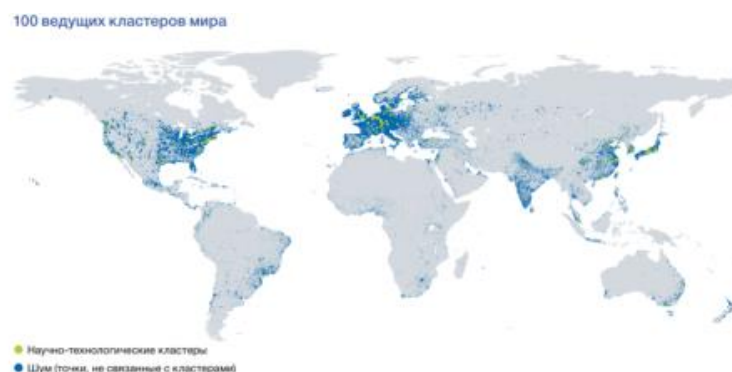 100 ведущих кластеров мира
Научно-технологические кластеры
Шум (точки, не связанные с кластерами)